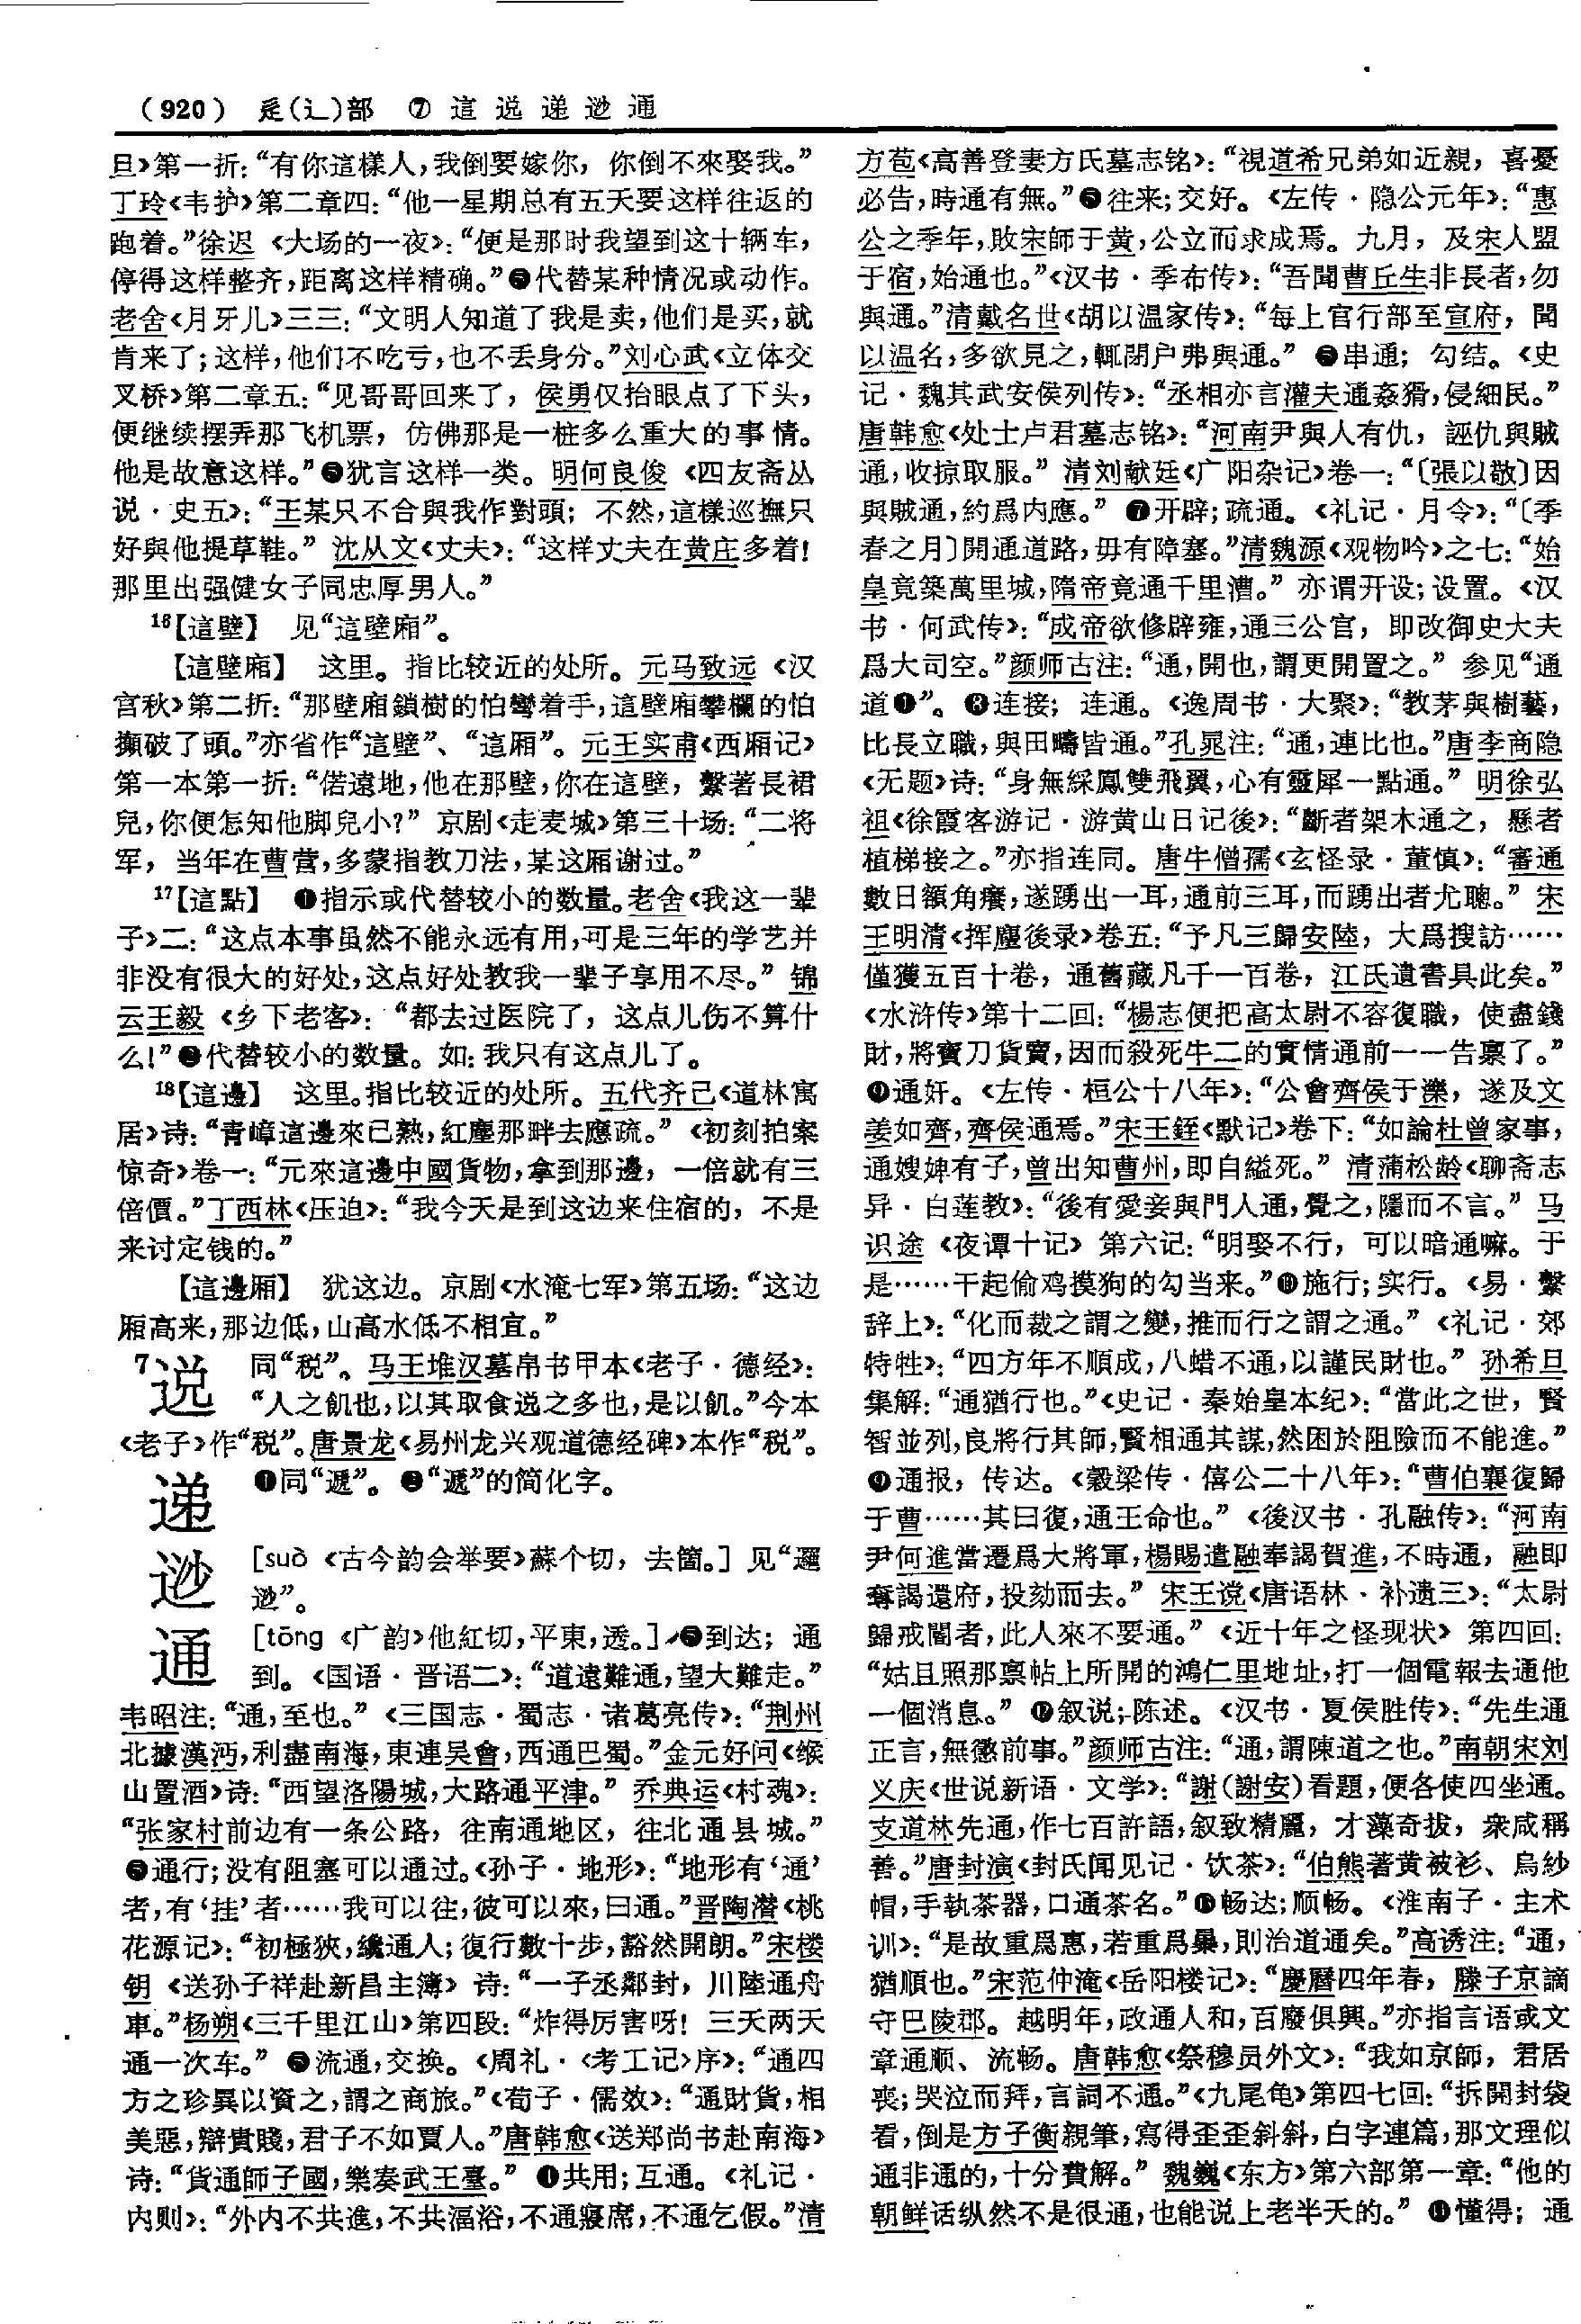 （920） 辵(辶)部 ⑦ 這 逷 递 逤 通
旦》第一折：“有你這樣人，我倒要嫁你，你倒不來娶我。”
丁玲《韦护》第二章四：“他一星期总有五天要这样往返的
跑着。”徐迟《大场的一夜》：“便是那时我望到这十辆车，
停得这样整齐，距离这样精确。”❺代替某种情况或动作。
老舍《月牙儿》三三：“文明人知道了我是卖，他们是买，就
肯来了；这样，他们不吃亏，也不丢身分。”刘心武《立体交
叉桥》第二章五：“见哥哥回来了，侯勇仅抬眼点了下头，
便继续摆弄那飞机票，仿佛那是一桩多么重大的事情。
他是故意这样。”❺犹言这样一类。明何良俊《四友斋丛
说·史五》：“王某只不合與我作對頭；不然，這樣巡撫只
好與他提草鞋。”沈从文《丈夫》：“这样丈夫在黄庄多着！
那里出强健女子同忠厚男人。”
16【這壁】 见“這壁廂”。
【這壁廂】 这里。指比较近的处所。元马致远《汉
宫秋》第二折：“那壁廂鎖樹的怕彎着手，這壁廂攀欄的怕
攧破了頭。”亦省作“這壁”、“這厢”。元王实甫《西厢记》
第一本第一折：“偌遠地，他在那壁，你在這壁，繫著長裙
兒，你便怎知他脚兒小？”京剧《走麦城》第三十场：“二将
军，当年在曹营，多蒙指教刀法，某这厢谢过。”
17【這點】 ❶指示或代替较小的数量。老舍《我这一辈
子》二：“这点本事虽然不能永远有用，可是三年的学艺并
非没有很大的好处，这点好处教我一辈子享用不尽。”锦
云王毅《乡下老客》：“都去过医院了，这点儿伤不算什
么！”❷代替较小的数量。如：我只有这点儿了。
18【這邊】 这里。指比较近的处所。五代齐己《道林寓
居》诗：“青嶂這邊來已熟，紅塵那畔去應疏。”《初刻拍案
惊奇》卷一：“元來這邊中國貨物，拿到那邊，一倍就有三
倍價。”丁西林《压迫》：“我今天是到这边来住宿的，不是
来讨定钱的。”
【這邊厢】 犹这边。京剧《水淹七军》第五场：“这边
厢高来，那边低，山高水低不相宜。”
7 同“税”。马王堆汉墓帛书甲本《老子·德经》：
“人之飢也，以其取食之多也，是以飢。”今本
《老子》作“税”。唐景龙《易州龙兴观道德经碑》本作“税”。
递 ❶同“遞”。❷“遞”的简化字。
逤 [suò 《古今韵会举要》蘇个切，去箇。] 见“邏
逤”。
通 [tōng 《广韵》他紅切，平東，透。] ❺到达；通
到。《国语·晋语二》：“道遠難通，望大難走。”
韦昭注：“通，至也。”《三国志·蜀志·诸葛亮传》：“荆州
北據漢沔，利盡南海，東連吴會，西通巴蜀。”金元好问《缑
山置酒》诗：“西望洛陽城，大路通平津。”乔典运《村魂》：
“张家村前边有一条公路，往南通地区，往北通县城。”
❺通行；没有阻塞可以通过。《孙子·地形》：“地形有‘通’
者，有‘挂’者……我可以往，彼可以來，曰通。”晋陶潜《桃
花源记》：“初極狹，纔通人；復行數十步，豁然開朗。”宋楼
钥《送孙子祥赴新昌主簿》诗：“一子丞鄰封，川陸通舟
車。”杨朔《三千里江山》第四段：“炸得厉害呀！三天两天
通一次车。”❺流通，交换。《周礼·〈考工记〉序》：“通四
方之珍異以資之，謂之商旅。”《荀子·儒效》：“通財貨，相
美惡，辯貴賤，君子不如賈人。”唐韩愈《送郑尚书赴南海》
诗：“貨通師子國，樂奏武王臺。”❶共用；互通。《礼记·
内则》：“外内不共進，不共湢浴，不通寢席，不通乞假。”清
方苞《高善登妻方氏墓志铭》：“視道希兄弟如近親，喜憂
必告，時通有無。”❺往来；交好。《左传·隐公元年》：“惠
公之季年，敗宋師于黄，公立而求成焉。九月，及宋人盟
于宿，始通也。”《汉书·季布传》：“吾聞曹丘生非長者，勿
與通。”清戴名世《胡以温家传》：“每上官行部至宣府，聞
以温名，多欲見之，輒閉户弗與通。”❺串通；勾结。《史
记·魏其武安侯列传》：“丞相亦言灌夫通姦猾，侵細民。”
唐韩愈《处士卢君墓志铭》：“河南尹與人有仇，誣仇與賊
通，收掠取服。”清刘献廷《广阳杂记》卷一：“〔張以敬〕因
與賊通，約爲内應。”❼开辟；疏通。《礼记·月令》：“〔季
春之月〕開通道路，毋有障塞。”清魏源《观物吟》之七：“始
皇竟築萬里城，隋帝竟通千里漕。”亦谓开设；设置。《汉
书·何武传》：“成帝欲修辟雍，通三公官，即改御史大夫
爲大司空。”颜师古注：“通，開也，謂更開置之。”参见“通
道❶”。❽连接；连通。《逸周书·大聚》：“教茅與樹藝，
比長立職，與田疇皆通。”孔晁注：“通，連比也。”唐李商隐
《无题》诗：“身無綵鳳雙飛翼，心有靈犀一點通。”明徐弘
祖《徐霞客游记·游黄山日记後》：“斷者架木通之，懸者
植梯接之。”亦指连同。唐牛僧孺《玄怪录·董慎》：“審通
數日額角癢，遂踴出一耳，通前三耳，而踴出者尤聰。”宋
王明清《挥麈後录》卷五：“予凡三歸安陸，大爲搜訪……
僅獲五百十卷，通舊藏凡千一百卷，江氏遺書具此矣。”
《水浒传》第十二回：“楊志便把高太尉不容復職，使盡錢
財，將寶刀貨賣，因而殺死牛二的實情通前一一告禀了。”
❾通奸。《左传·桓公十八年》：“公會齊侯于濼，遂及文
姜如齊，齊侯通焉。”宋王銍《默记》卷下：“如論杜曾家事，
通嫂婢有子，曾出知曹州，即自縊死。”清蒲松龄《聊斋志
异·白莲教》：“後有愛妾與門人通，覺之，隱而不言。”马
识途《夜谭十记》第六记：“明娶不行，可以暗通嘛。于
是……干起偷鸡摸狗的勾当来。”❿施行；实行。《易·繫
辞上》：“化而裁之謂之變，推而行之謂之通。”《礼记·郊
特牲》：“四方年不順成，八蜡不通，以謹民財也。”孙希旦
集解：“通猶行也。”《史记·秦始皇本纪》：“當此之世，賢
智並列，良將行其師，賢相通其謀，然困於阻險而不能進。”
❾通报，传达。《穀梁传·僖公二十八年》：“曹伯襄復歸
于曹……其曰復，通王命也。”《後汉书·孔融传》：“河南
尹何進當遷爲大將軍，楊賜遣融奉謁賀進，不時通，融即
奪謁還府，投劾而去。”宋王谠《唐语林·补遗三》：“太尉
歸戒閽者，此人來不要通。”《近十年之怪现状》第四回：
“姑且照那禀帖上所開的鴻仁里地址，打一個電報去通他
一個消息。”⓬叙说；陈述。《汉书·夏侯胜传》：“先生通
正言，無懲前事。”颜师古注：“通，謂陳道之也。”南朝宋刘
义庆《世说新语·文学》：“謝(謝安)看題，便各使四坐通。
支道林先通，作七百許語，叙致精麗，才藻奇拔，衆咸稱
善。”唐封演《封氏闻见记·饮茶》：“伯熊著黄被衫、烏紗
帽，手執茶器，口通茶名。”⓭畅达；顺畅。《淮南子·主术
训》：“是故重爲惠，若重爲暴，則治道通矣。”高诱注：“通，
猶順也。”宋范仲淹《岳阳楼记》：“慶曆四年春，滕子京謫
守巴陵郡。越明年，政通人和，百廢俱興。”亦指言语或文
章通顺、流畅。唐韩愈《祭穆员外文》：“我如京師，君居
喪；哭泣而拜，言詞不通。”《九尾龟》第四七回：“拆開封袋
看，倒是方子衡親筆，寫得歪歪斜斜，白字連篇，那文理似
通非通的，十分費解。”魏巍《东方》第六部第一章：“他的
朝鲜话纵然不是很通，也能说上老半天的。”⓮懂得；通